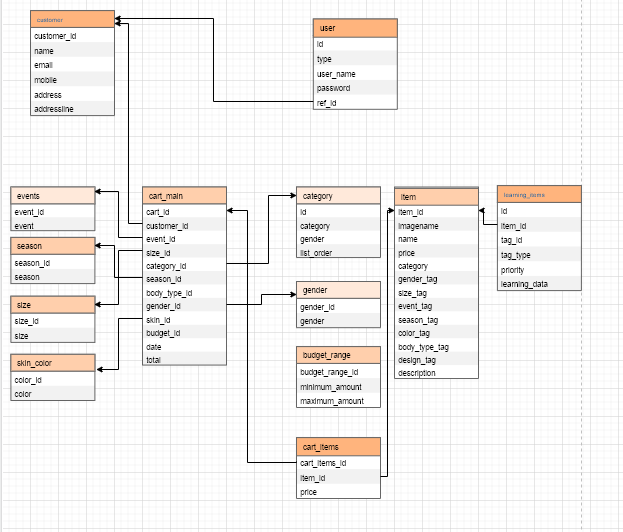 customer
customer_id
name
email
mobile
address
addressline
user
id
type
user_name
password
ref_id
events
event_id
event
season
season_id
season
size
size_id
size
skin_color
color_id
color
cart_main
cart_id
customer_id
event_id
size_id
category_id
season_id
body_type_id
gender_id
skin_id
budget_id
date
total
category
id
category
gender
list_order
gender
gender_id
gender
budget_range
budget_range_id
minimum_amount
maximum_amount
cart_items
cart_items_id
item_id
price
item
item_id
imagename
name
price
category
gender_tag
size_tag
event_tag
season_tag
color_tag
body_type_tag
design_tag
description
learning_items
id
item_id
tag_id
tag_type
priority
learning_data